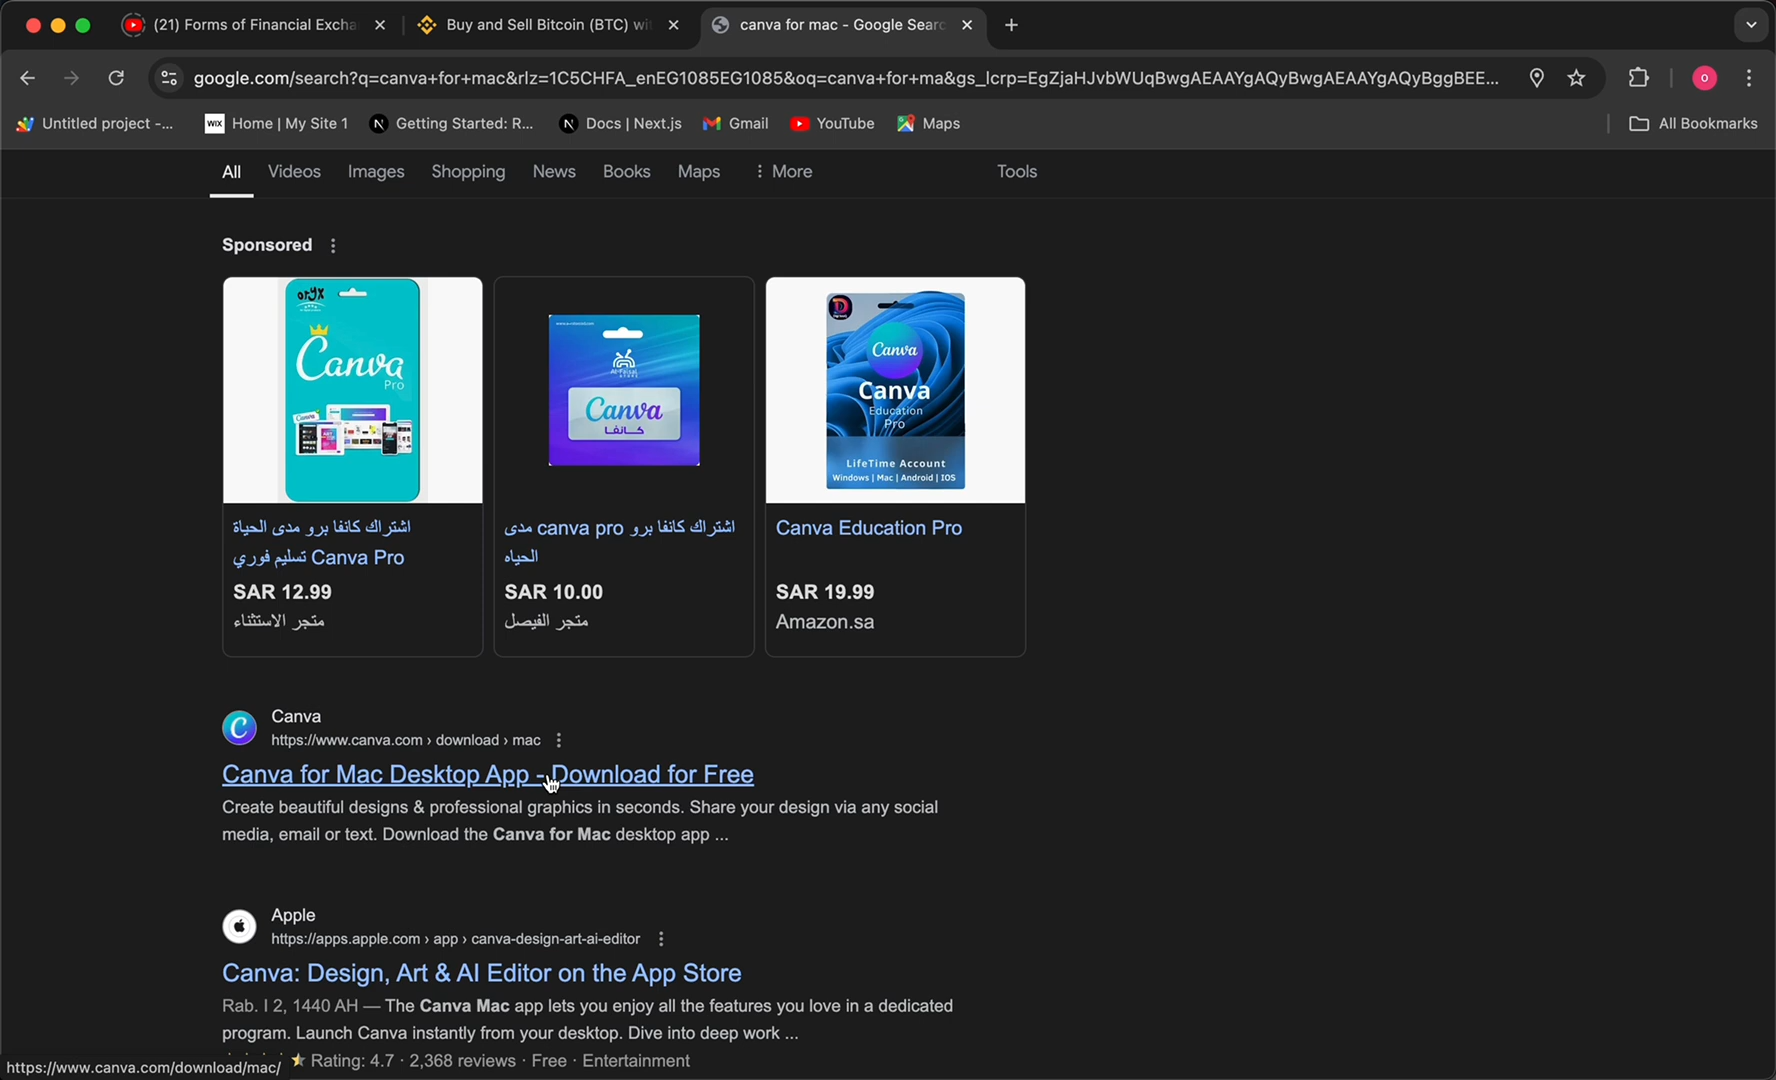 (21) Forms of Financial Excha
Buy and Sell Bitcoin (BTC) wi
canva for mac - Google Searc
google.com/search?q=canva+for+mac&rlz=1C5CHFA_enEG1085EG1085&oq=canva+for+ma&gs_lcrp=EgZjaHJvbWUqBwgAEAAYgAQyBwgAEAAYgAQyBggBEE...
O
Untitled project -...
WIX
Home | My Site 1
N
Getting Started: R...
N
Docs | Next.js
Gmail
YouTube
Maps
All Bookmarks
All
Videos
Images
Shopping
News
Books
Maps
More
Tools
Sponsored
oryx
Canva
Pro
Al-Faisal
Canva
كانفا
Canva
Canva
Education
Pro
LifeTime Account
Windows | Mac | Android | IOS
اشتراك كانفا برو مدى الحياة
Canva Pro تسليم فوري
SAR 12.99
متجر الاستثناء
اشتراك كانفا برو canva pro مدى
الحياه
SAR 10.00
متجر الفيصل
Canva Education Pro
SAR 19.99
Amazon.sa
C
Canva
https://www.canva.com › download › mac
Canva for Mac Desktop App - Download for Free
Create beautiful designs & professional graphics in seconds. Share your design via any social
media, email or text. Download the Canva for Mac desktop app ...
Apple
https://apps.apple.com › app › canva-design-art-ai-editor
Canva: Design, Art & AI Editor on the App Store
Rab. I 2, 1440 AH — The Canva Mac app lets you enjoy all the features you love in a dedicated
program. Launch Canva instantly from your desktop. Dive into deep work ...
Rating: 4.7 · 2,368 reviews · Free · Entertainment
https://www.canva.com/download/mac/